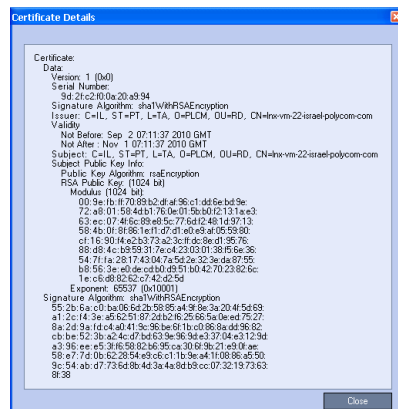 Certificate Details
Certificate:
Data:
Version: 1 (0x0)
Serial Number:
9d:2f:c2:f0:0a:20:a9:94
Signature Algorithm: sha1WithRSAEncryption
Issuer: C=IL, ST=PT, L=TA, O=PLCM, OU=RD, CN=lnx-vm-22-israel-polycom-com
Validity
Not Before: Sep 2 07:11:37 2010 GMT
Not After : Nov 1 07:11:37 2010 GMT
Subject: C=IL, ST=PT, L=TA, O=PLCM, OU=RD, CN=lnx-vm-22-israel-polycom-com
Subject Public Key Info:
Public Key Algorithm: rsaEncryption
RSA Public Key: (1024 bit)
Modulus (1024 bit):
00:9e:fb:ff:70:89:b2:df:af:96:c1:dd:6e:bd:9e:
72:a8:01:58:4d:b1:76:0e:01:5b:b0:f2:13:1a:e3:
63:ec:07:4f:6c:89:e8:5c:77:6d:f2:48:1d:97:13:
58:4b:0f:8f:86:1e:f1:d7:d1:e0:e9:af:05:59:80:
cf:16:90:f4:e2:b3:73:a2:3c:ff:dc:8e:d1:95:76:
88:d8:4c:b9:59:31:7e:c4:23:03:01:38:f5:6e:36:
54:7f:fa:28:17:43:04:7a:5d:2e:32:3e:da:87:55:
b8:56:3e:e0:de:cd:b0:d9:51:b0:42:70:23:82:6c:
1e:c6:d8:82:62:c7:42:d2:5d
Exponent: 65537 (0x10001)
Signature Algorithm: sha1WithRSAEncryption
55:2b:6a:c0:ba:06:6d:2b:58:85:a4:9f:8e:3a:20:4f:5d:69:
a1:2c:f4:3e:a5:62:51:87:2d:b2:f6:25:66:5a:0e:ed:75:27:
8a:2d:9a:fd:c4:a0:41:9c:96:be:6f:1b:c0:86:8a:dd:96:82:
cb:be:52:3b:a2:4c:d7:bd:63:9e:96:9d:e3:37:04:e3:12:9d:
a3:96:ee:e5:3f:f6:58:82:b6:95:ca:30:6f:9b:21:e9:0f:ae:
58:e7:7d:0b:62:28:54:e9:c6:c1:1b:9e:a4:1f:08:86:a5:50:
9c:54:ab:d7:73:6d:8b:4d:3a:4a:8d:b9:cc:07:32:19:73:63:
8f:38
Close